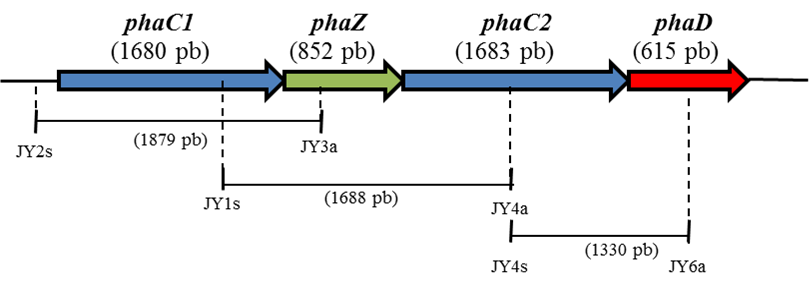 phaC1 phaZ phaC2 phaD
(1680 pb) (852 pb) (1683 pb) (615 pb)
(1879 pb)
JY2s JY3a
(1688 pb)
JY1s JY4a
(1330 pb)
JY4s JY6a